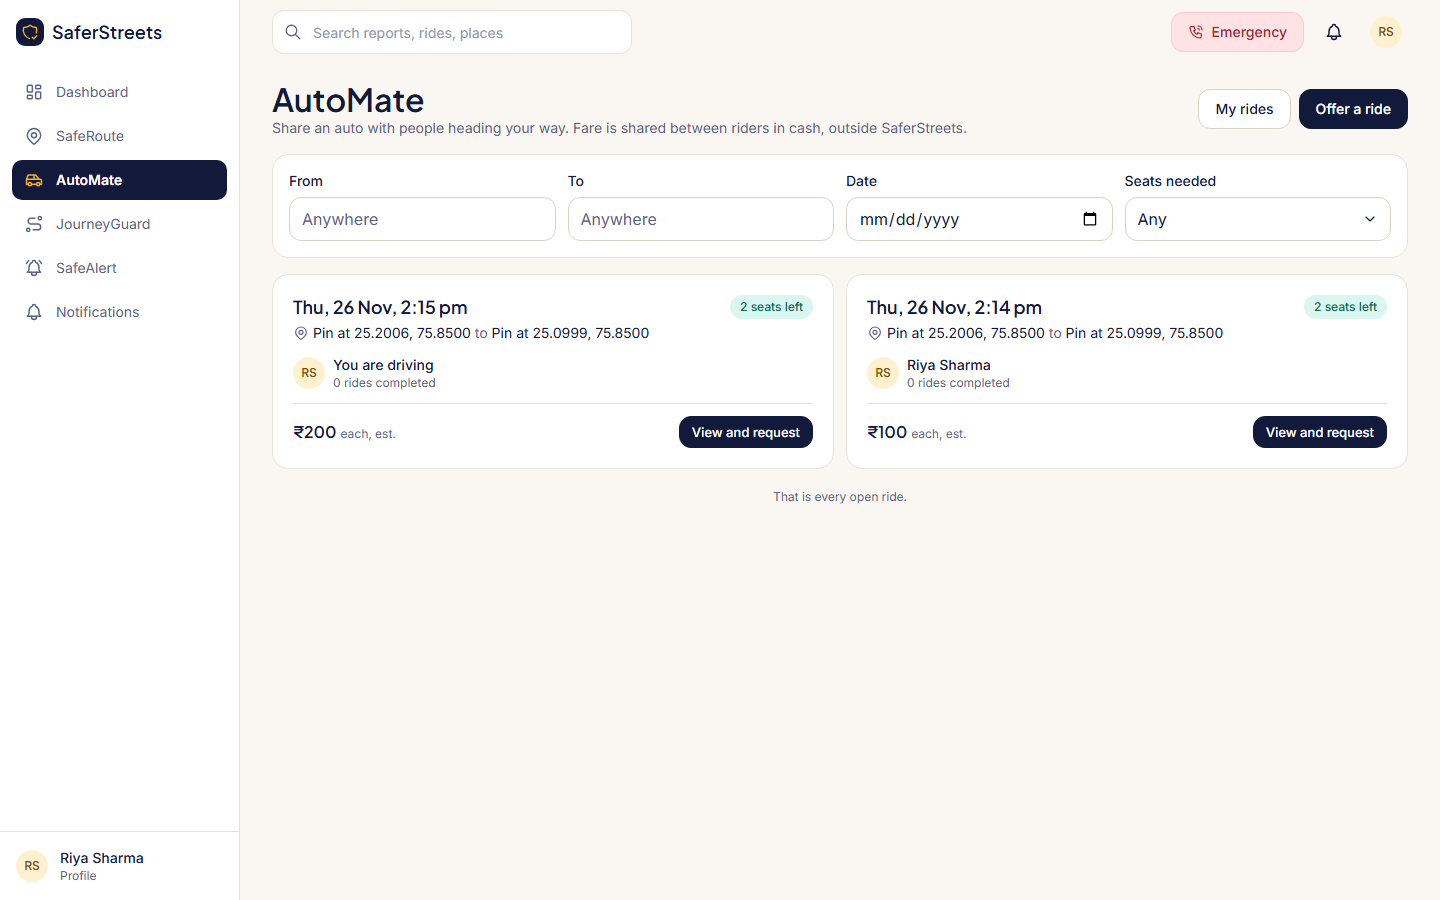 SaferStreets
Search reports, rides, places
Emergency
RS
Dashboard
SafeRoute
AutoMate
JourneyGuard
SafeAlert
Notifications
AutoMate
Share an auto with people heading your way. Fare is shared between riders in cash, outside SaferStreets.
My rides
Offer a ride
From
To
Date
Seats needed
Anywhere
Anywhere
mm/dd/yyyy
Any
Thu, 26 Nov, 2:15 pm
2 seats left
Pin at 25.2006, 75.8500 to Pin at 25.0999, 75.8500
RS
You are driving
0 rides completed
₹200 each, est.
View and request
Thu, 26 Nov, 2:14 pm
2 seats left
Pin at 25.2006, 75.8500 to Pin at 25.0999, 75.8500
RS
Riya Sharma
0 rides completed
₹100 each, est.
View and request
That is every open ride.
RS
Riya Sharma
Profile